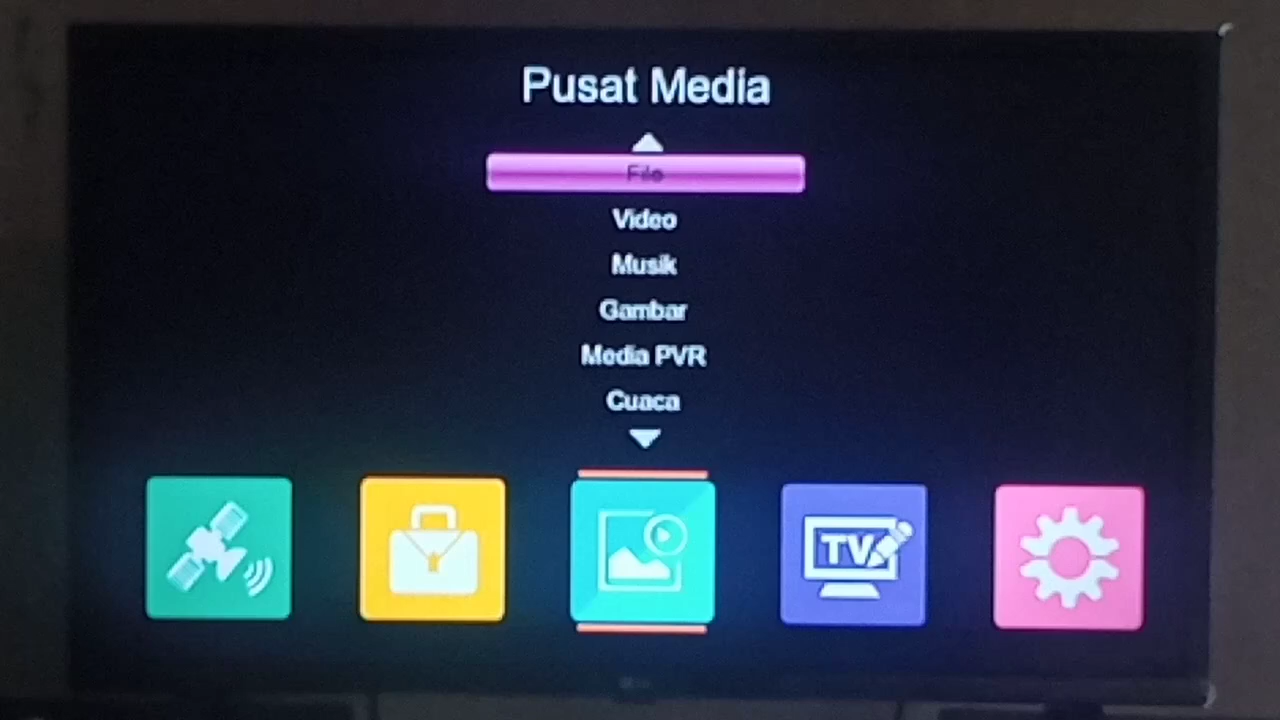 Pusat Media
File
Video
Musik
Gambar
Media PVR
Cuaca
TV